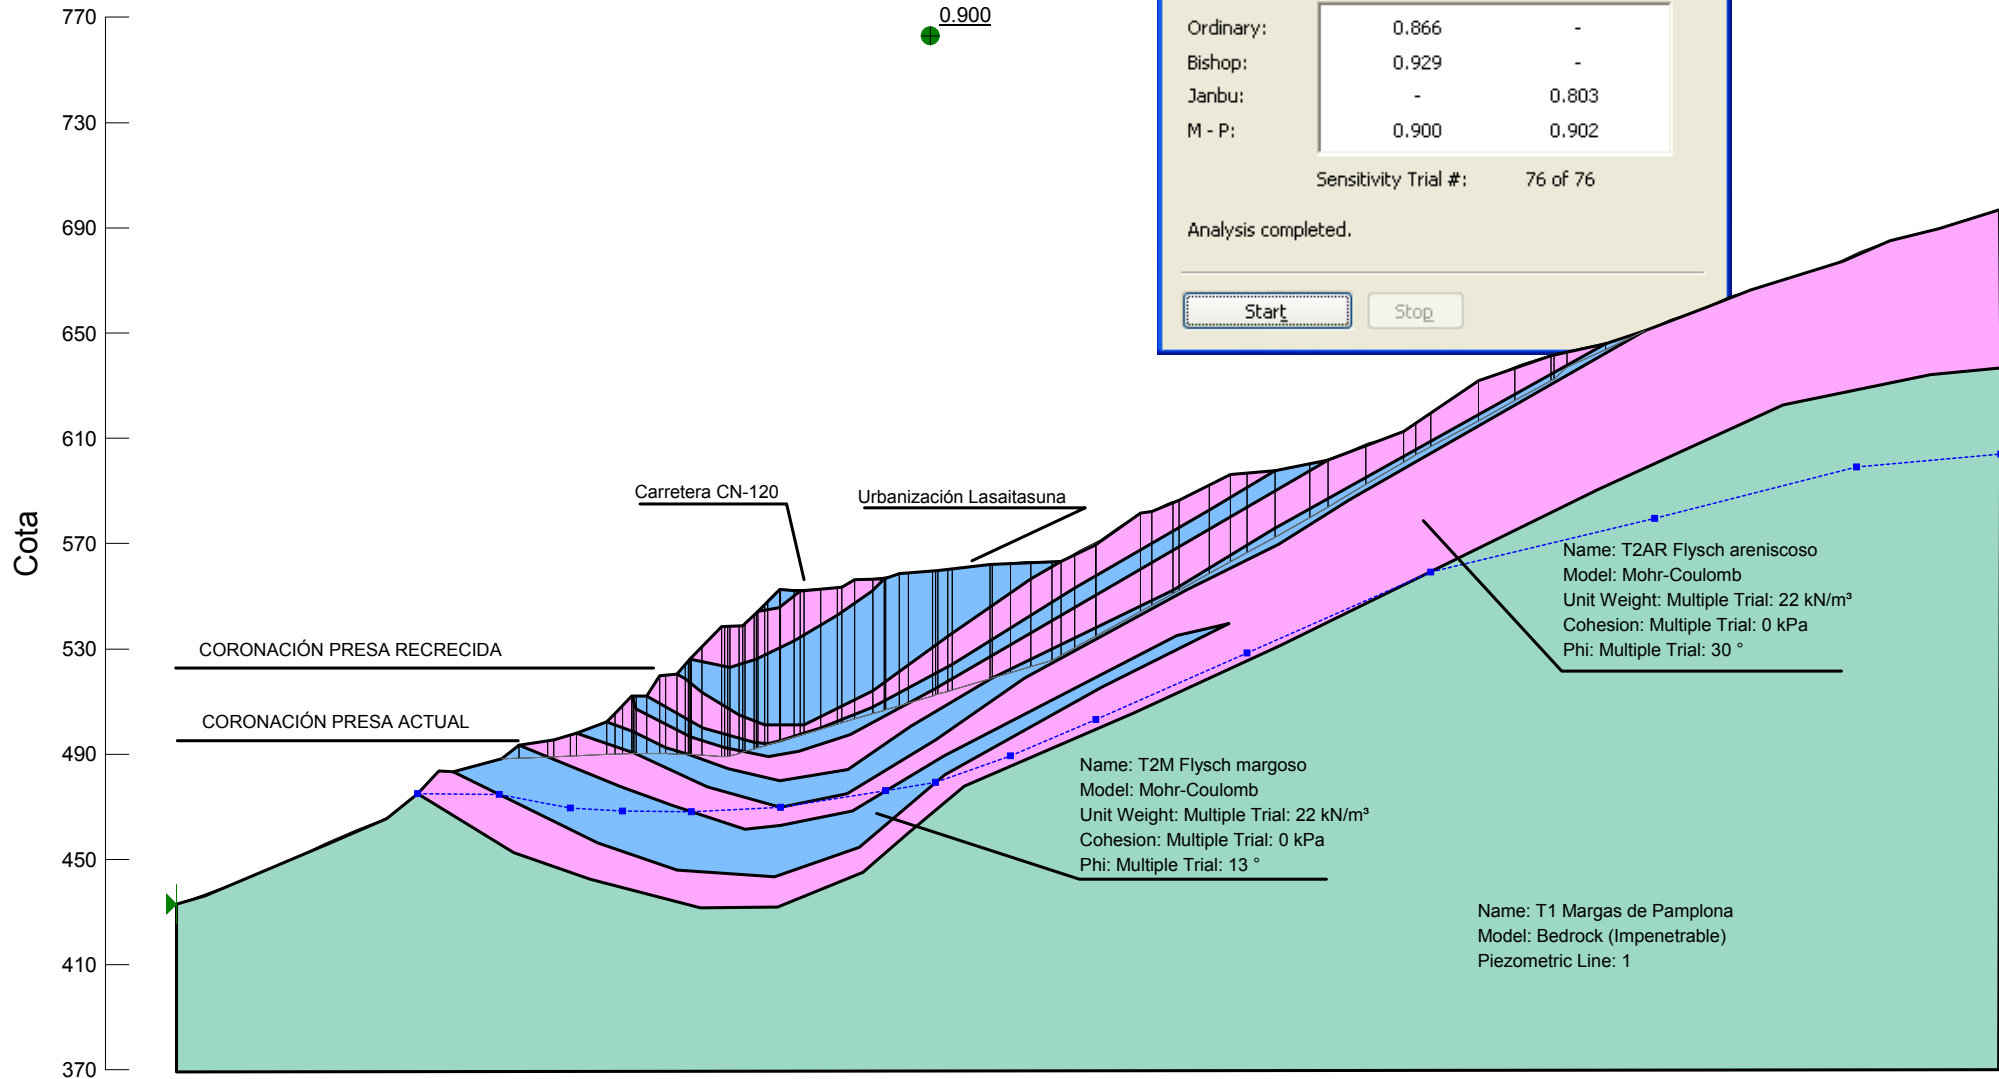 770
730
690
650
610
570
530
490
450
410
370
Cota
0.900
Ordinary: 0.866 -
Bishop: 0.929 -
Janbu: - 0.803
M - P: 0.900 0.902
Sensitivity Trial #: 76 of 76
Analysis completed.
Start Stop
Carretera CN-120
Urbanización Lasaitasuna
CORONACIÓN PRESA RECRECIDA
CORONACIÓN PRESA ACTUAL
Name: T2AR Flysch areniscoso
Model: Mohr-Coulomb
Unit Weight: Multiple Trial: 22 kN/m³
Cohesion: Multiple Trial: 0 kPa
Phi: Multiple Trial: 30 °
Name: T2M Flysch margoso
Model: Mohr-Coulomb
Unit Weight: Multiple Trial: 22 kN/m³
Cohesion: Multiple Trial: 0 kPa
Phi: Multiple Trial: 13 °
Name: T1 Margas de Pamplona
Model: Bedrock (Impenetrable)
Piezometric Line: 1